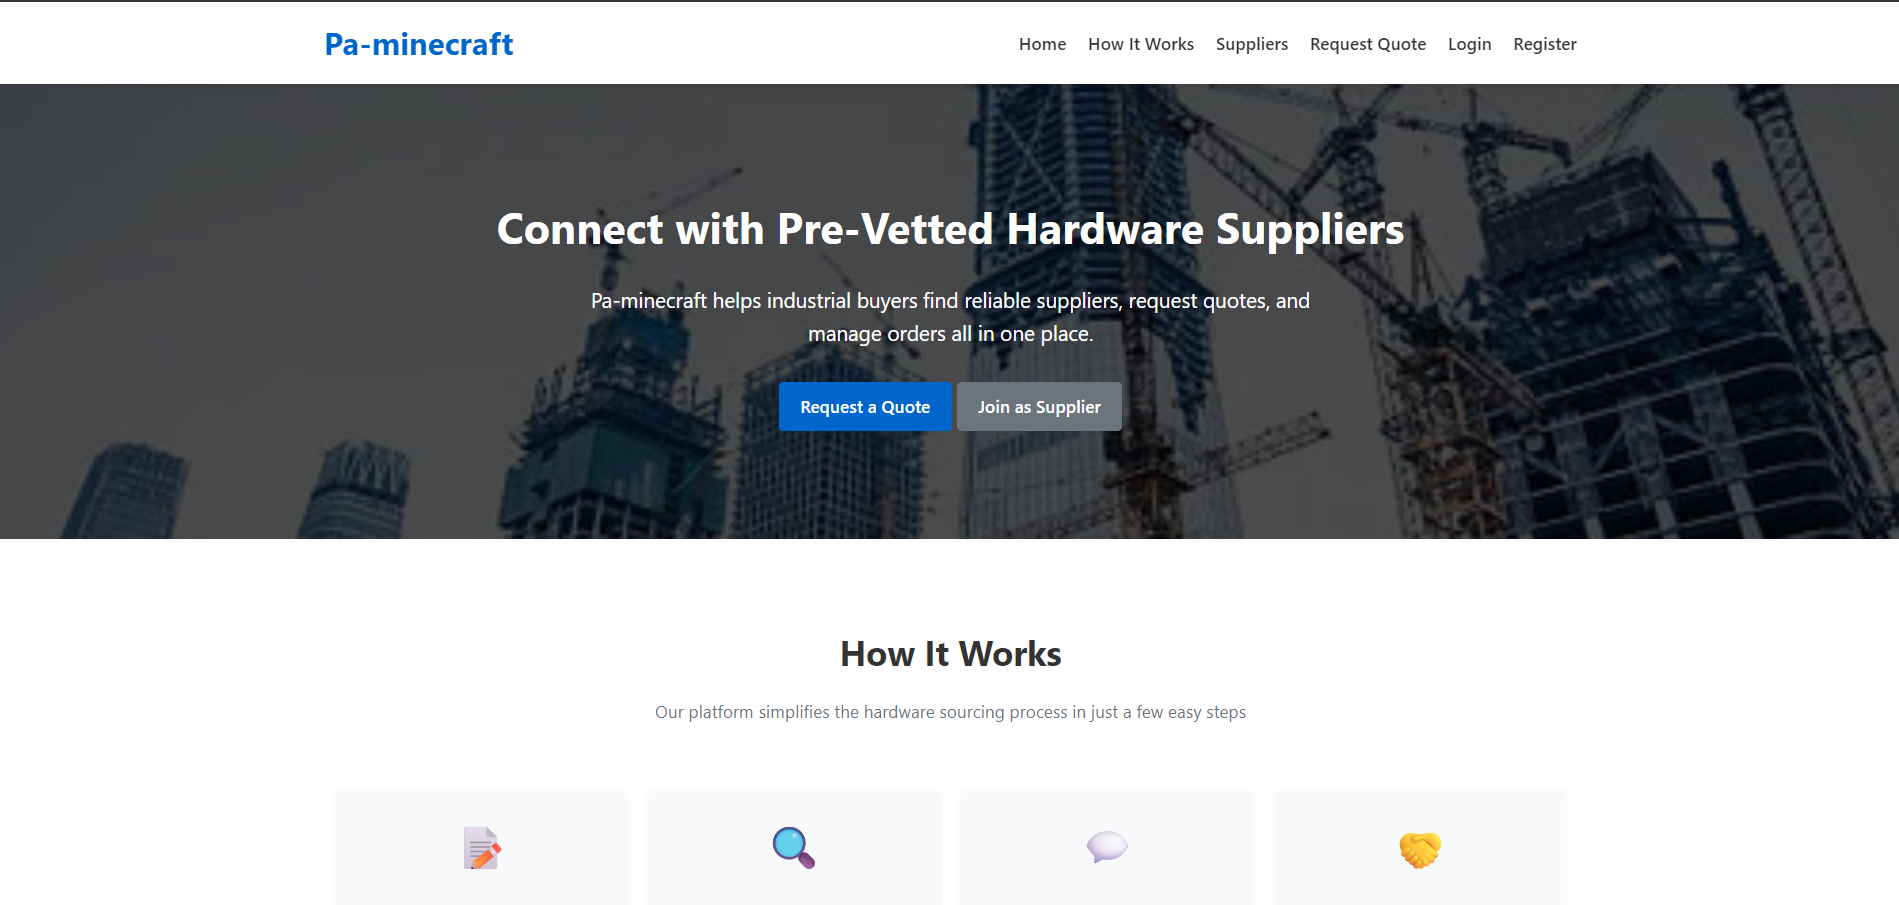 Pa-minecraft
Home How It Works Suppliers Request Quote Login Register
Connect with Pre-Vetted Hardware Suppliers
Pa-minecraft helps industrial buyers find reliable suppliers, request quotes, and
manage orders all in one place.
Request a Quote Join as Supplier
How It Works
Our platform simplifies the hardware sourcing process in just a few easy steps